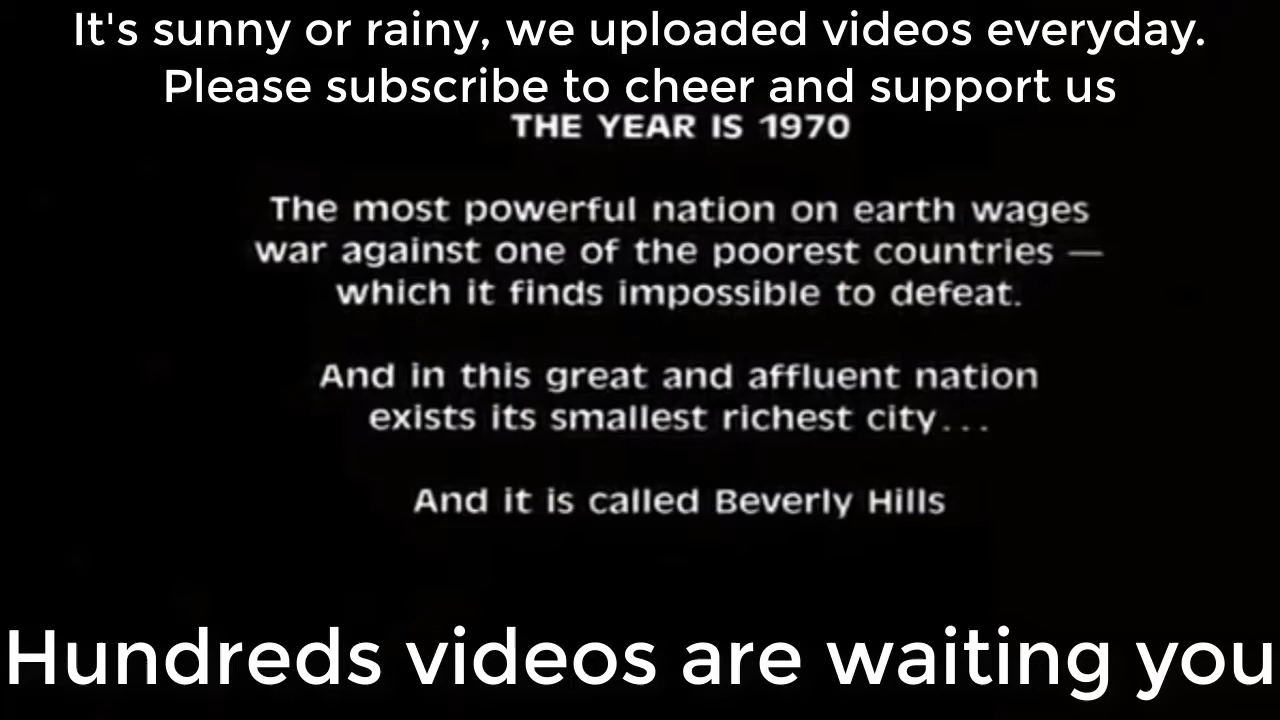 It's sunny or rainy, we uploaded videos everyday.
Please subscribe to cheer and support us
THE YEAR IS 1970
The most powerful nation on earth wages
war against one of the poorest countries —
which it finds impossible to defeat.
And in this great and affluent nation
exists its smallest richest city...
And it is called Beverly Hills
Hundreds videos are waiting you